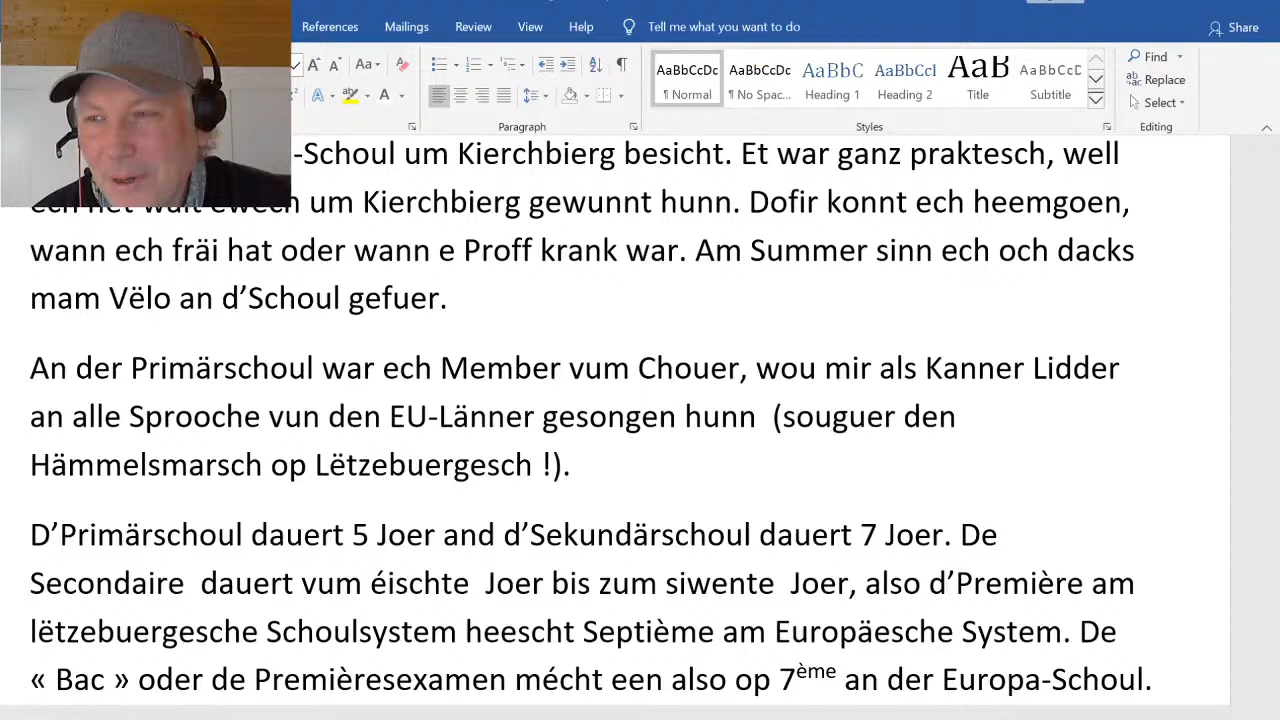 References Mailings Review View Help Tell me what you want to do Share
Aa A AaBbCcDc AaBbCcDc AaBbC AaBbCcI AaB AaBbCcD Find
¶ Normal ¶ No Spac... Heading 1 Heading 2 Title Subtitle Replace
Select
Paragraph Styles Editing
-Schoul um Kierchbierg besicht. Et war ganz praktesch, well
ech net wäit ewech um Kierchbierg gewunnt hunn. Dofir konnt ech heemgoen,
wann ech fräi hat oder wann e Proff krank war. Am Summer sinn ech och dacks
mam Vëlo an d’Schoul gefuer.
An der Primärschoul war ech Member vum Chouer, wou mir als Kanner Lidder
an alle Sprooche vun den EU-Länner gesongen hunn (souguer den
Hämmelsmarsch op Lëtzebuergesch !).
D’Primärschoul dauert 5 Joer and d’Sekundärschoul dauert 7 Joer. De
Secondaire dauert vum éischte Joer bis zum siwente Joer, also d’Première am
lëtzebuergesche Schoulsystem heescht Septième am Europäesche System. De
« Bac » oder de Premièresexamen mécht een also op 7ème an der Europa-Schoul.